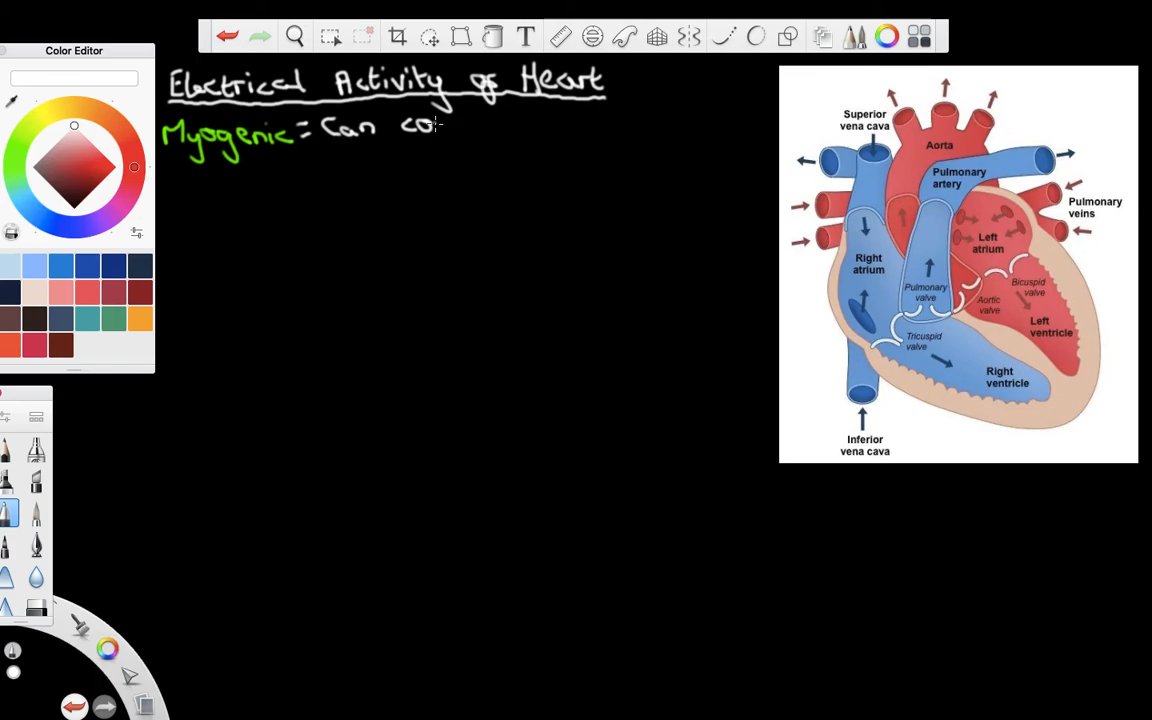 Color Editor
Electrical Activity of Heart
Myogenic = Can co
Superior
vena cava
Aorta
Pulmonary
artery
Pulmonary
veins
Left
atrium
Right
atrium
Pulmonary
valve
Bicuspid
valve
Aortic
valve
Left
ventricle
Tricuspid
valve
Right
ventricle
Inferior
vena cava